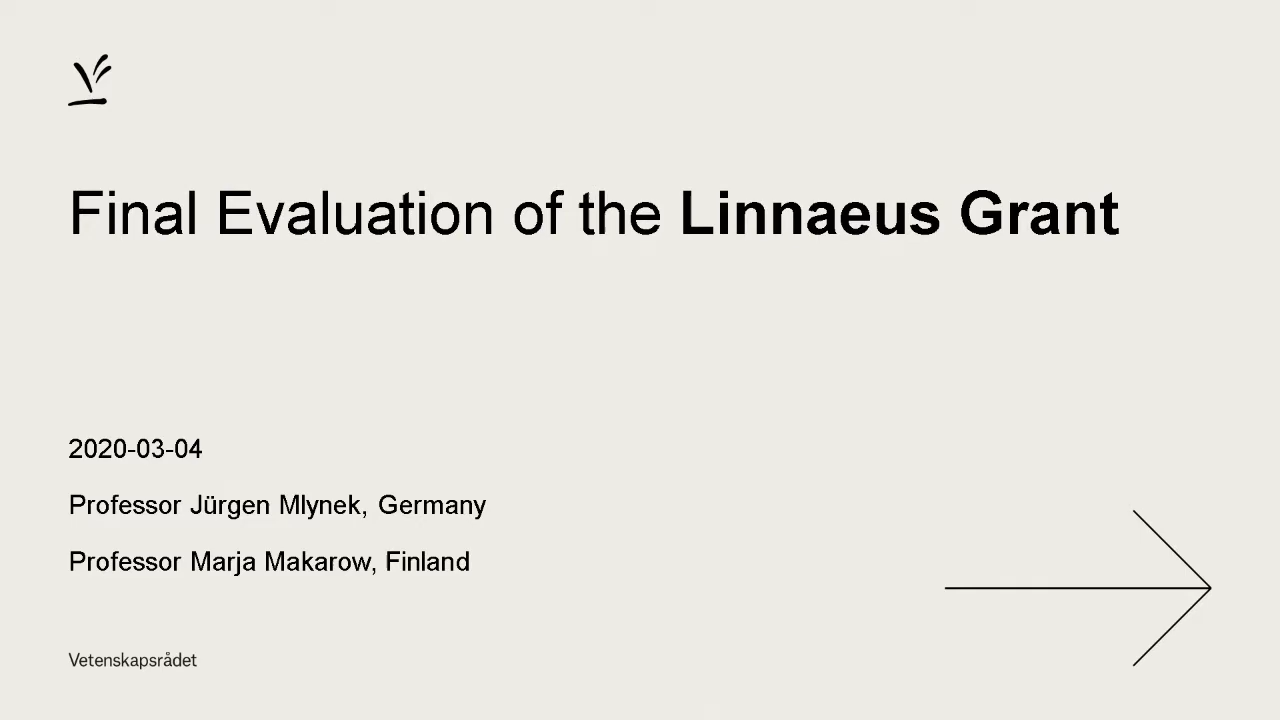 Final Evaluation of the Linnaeus Grant
2020-03-04
Professor Jürgen Mlynek, Germany
Professor Marja Makarow, Finland
Vetenskapsrådet